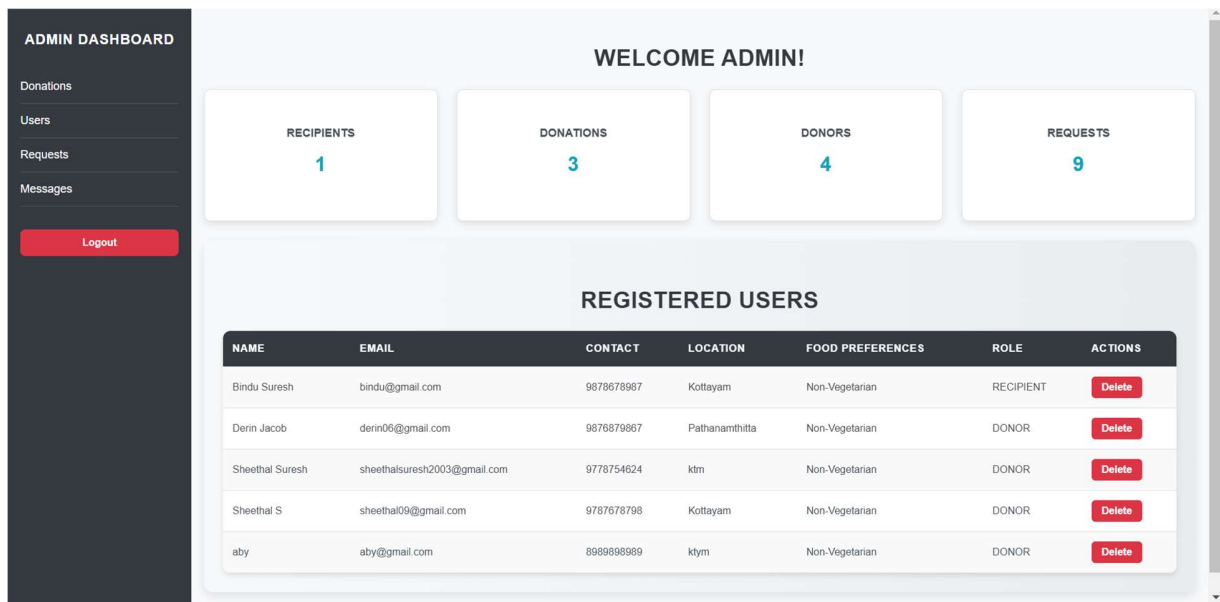 ADMIN DASHBOARD
Donations
Users
Requests
Messages
Logout
WELCOME ADMIN!
RECIPIENTS
1
DONATIONS
3
DONORS
4
REQUESTS
9
REGISTERED USERS
NAME EMAIL CONTACT LOCATION FOOD PREFERENCES ROLE ACTIONS
Bindu Suresh bindu@gmail.com 9878678987 Kottayam Non-Vegetarian RECIPIENT Delete
Derin Jacob derin06@gmail.com 9876879867 Pathanamthitta Non-Vegetarian DONOR Delete
Sheethal Suresh sheethalsuresh2003@gmail.com 9778754624 ktm Non-Vegetarian DONOR Delete
Sheethal S sheethal09@gmail.com 9787678798 Kottayam Non-Vegetarian DONOR Delete
aby aby@gmail.com 8989898989 ktym Non-Vegetarian DONOR Delete